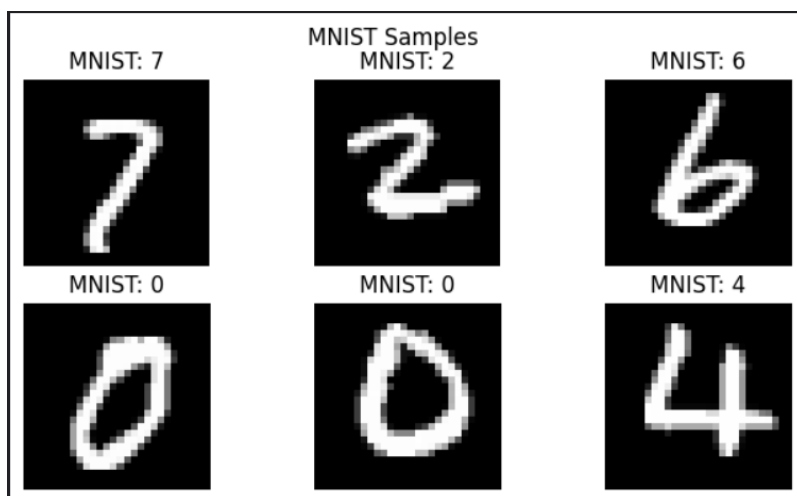 MNIST Samples
MNIST: 7 MNIST: 2 MNIST: 6
7 2 6
MNIST: 0 MNIST: 0 MNIST: 4
0 0 4